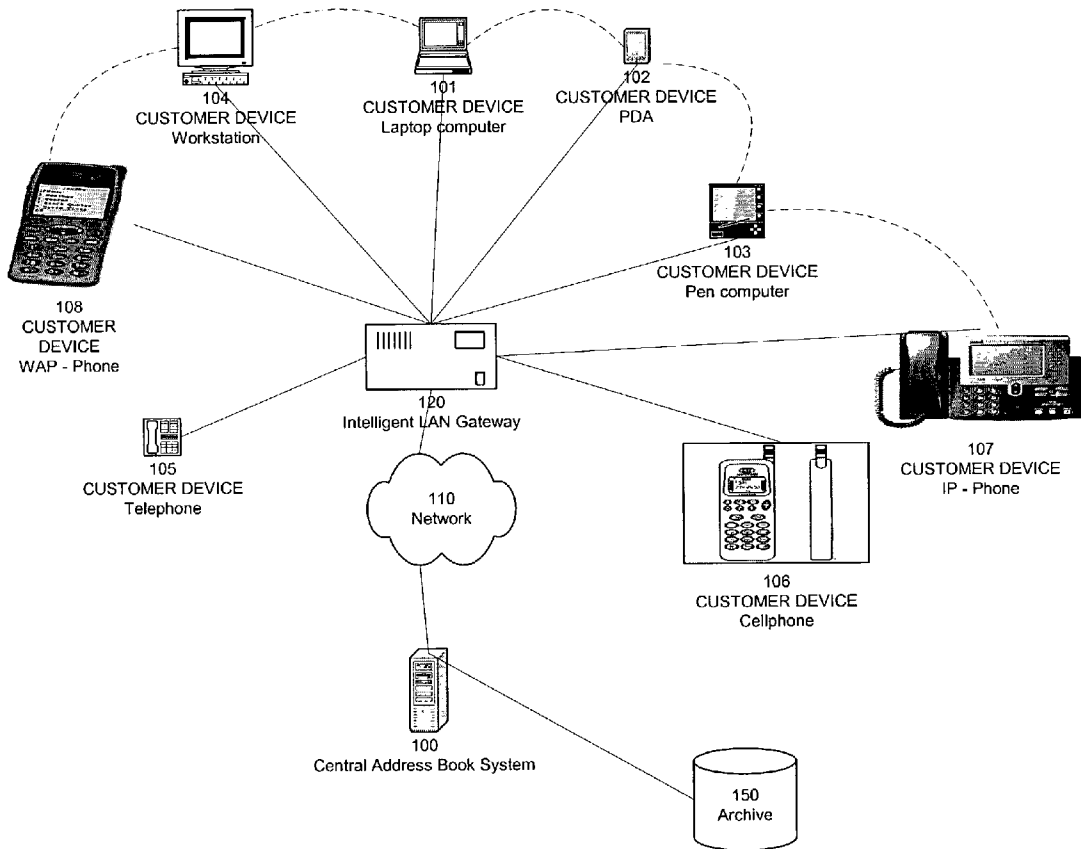 104
CUSTOMER DEVICE
Workstation
101
CUSTOMER DEVICE
Laptop computer
102
CUSTOMER DEVICE
PDA
103
CUSTOMER DEVICE
Pen computer
108
CUSTOMER
DEVICE
WAP - Phone
120
Intelligent LAN Gateway
105
CUSTOMER DEVICE
Telephone
107
CUSTOMER DEVICE
IP - Phone
110
Network
106
CUSTOMER DEVICE
Cellphone
100
Central Address Book System
150
Archive